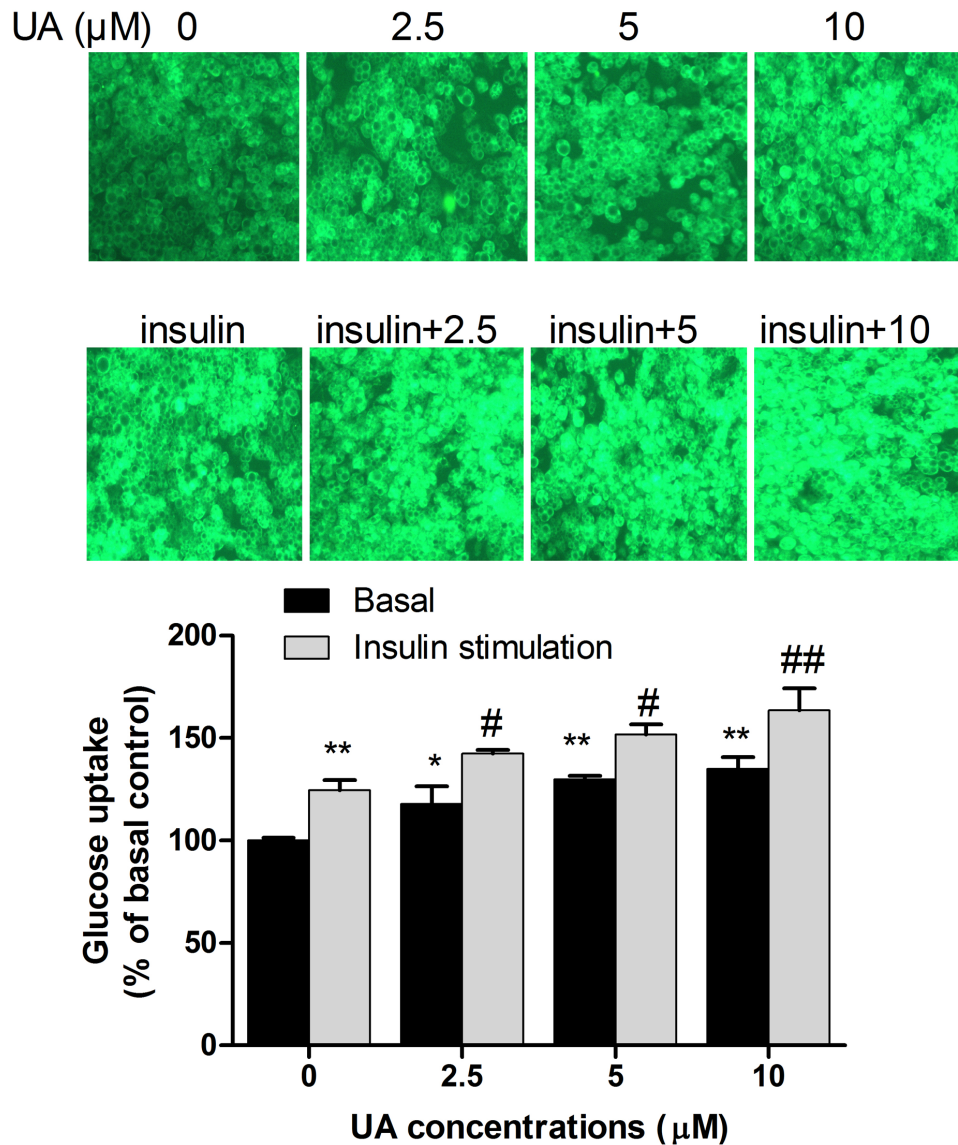 UA (μM) 0 2.5 5 10
insulin insulin+2.5 insulin+5 insulin+10
Basal
Insulin stimulation
Glucose uptake
(% of basal control)
200
150
100
50
0
** * # ** # ** ##
0 2.5 5 10
UA concentrations (μM)